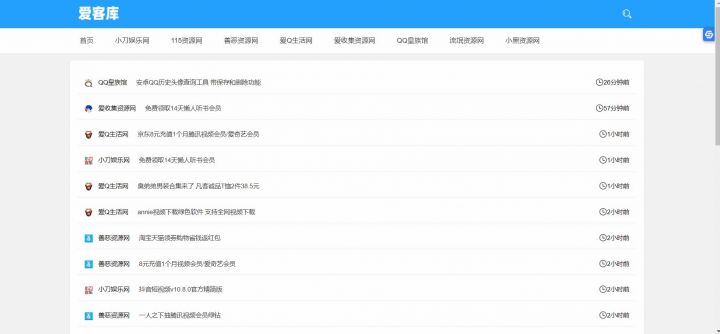 爱客库
首页 小刀娱乐网 115资源网 善恶资源网 爱Q生活网 爱收集资源网 QQ皇族馆 流氓资源网 小黑资源网
QQ皇族馆 安卓QQ历史头像查询工具 带保存和删除功能 26分钟前
爱收集资源网 免费领取14天懒人听书会员 57分钟前
爱Q生活网 京东8元充值1个月腾讯视频会员/爱奇艺会员 1小时前
小刀娱乐网 免费领取14天懒人听书会员 1小时前
爱Q生活网 臭弟弟男装合集来了 凡客诚品T恤2件38.5元 1小时前
爱Q生活网 annie视频下载绿色软件 支持全网视频下载 2小时前
善恶资源网 淘宝天猫领券购物省钱返红包 2小时前
善恶资源网 8元充值1个月视频会员/爱奇艺会员 2小时前
小刀娱乐网 抖音短视频v10.8.0官方精简版 2小时前
善恶资源网 一人之下抽腾讯视频会员绿钻 2小时前